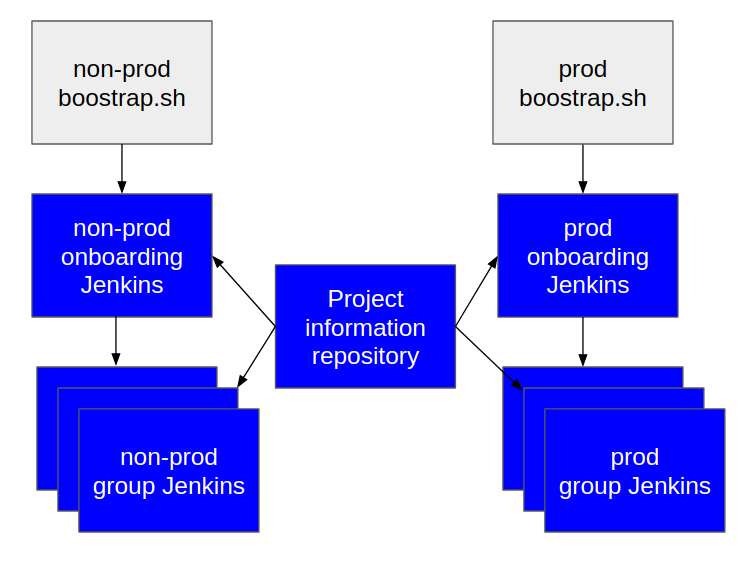 non-prod
boostrap.sh
prod
boostrap.sh
non-prod
onboarding
Jenkins
prod
onboarding
Jenkins
Project
information
repository
non-prod
group Jenkins
prod
group Jenkins